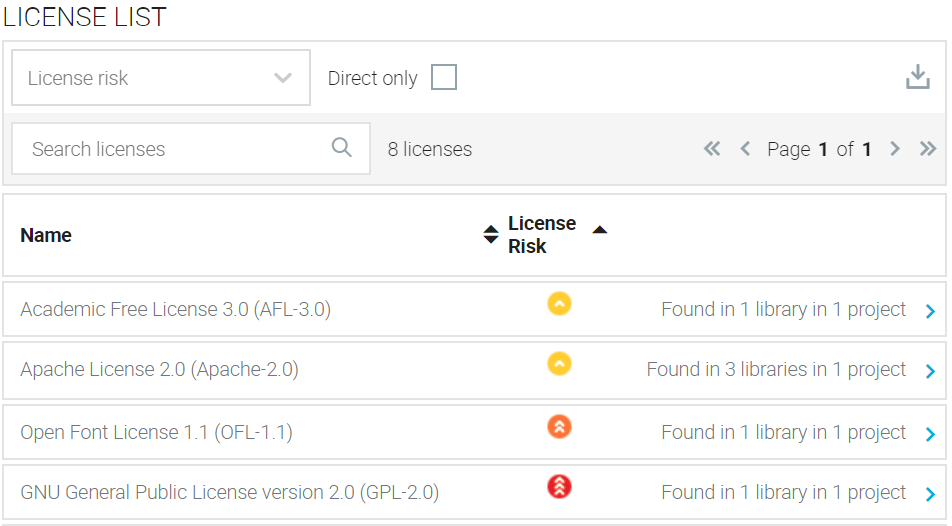 LICENSE LIST
License risk Direct only
Search licenses 8 licenses Page 1 of 1
Name License Risk
Academic Free License 3.0 (AFL-3.0) Found in 1 library in 1 project
Apache License 2.0 (Apache-2.0) Found in 3 libraries in 1 project
Open Font License 1.1 (OFL-1.1) Found in 1 library in 1 project
GNU General Public License version 2.0 (GPL-2.0) Found in 1 library in 1 project